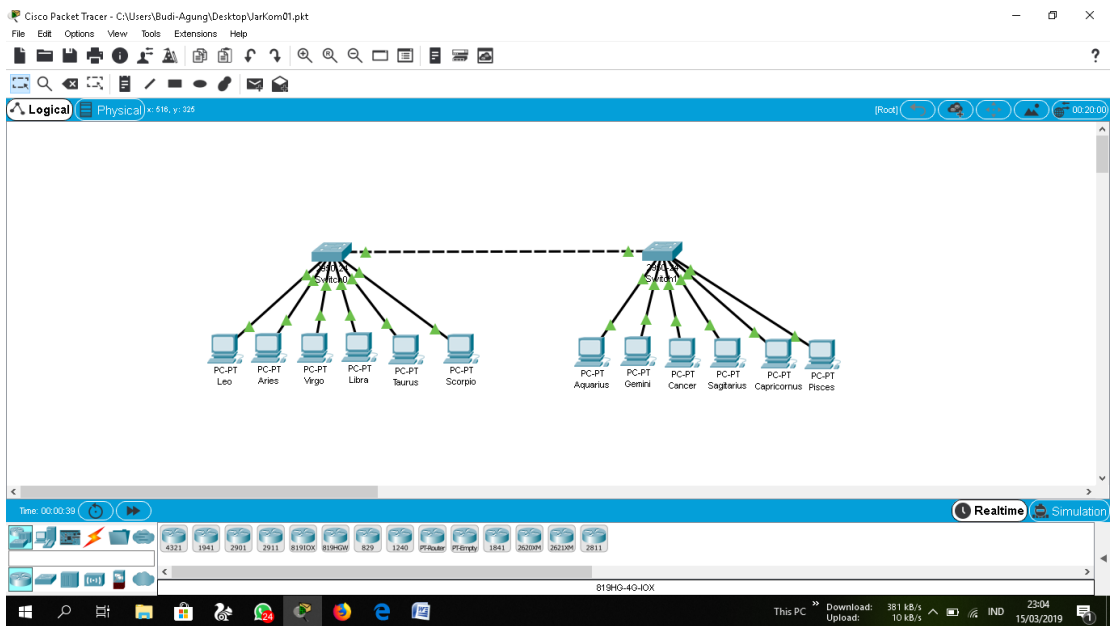 Cisco Packet Tracer - C:\Users\Budi-Agung\Desktop\JarKom01.pkt
File Edit Options View Tools Extensions Help
?
Logical Physical x: 516, y: 325 [Root] 00:20:00
Switch0 Switch1
PC-PT PC-PT PC-PT PC-PT PC-PT PC-PT PC-PT PC-PT PC-PT PC-PT PC-PT PC-PT
Leo Aries Virgo Libra Taurus Scorpio Aquarius Gemini Cancer Sagitarius Capricornus Pisces
Time: 00:00:39 Realtime Simulation
4321 1941 2901 2911 819IOX 819HGW 829 1240 PT-Router PT-Empty 1841 2620XM 2621XM 2811
819HG-4G-IOX
24 This PC » Download: 381 kB/s IND 23:04
Upload: 10 kB/s 15/03/2019 1